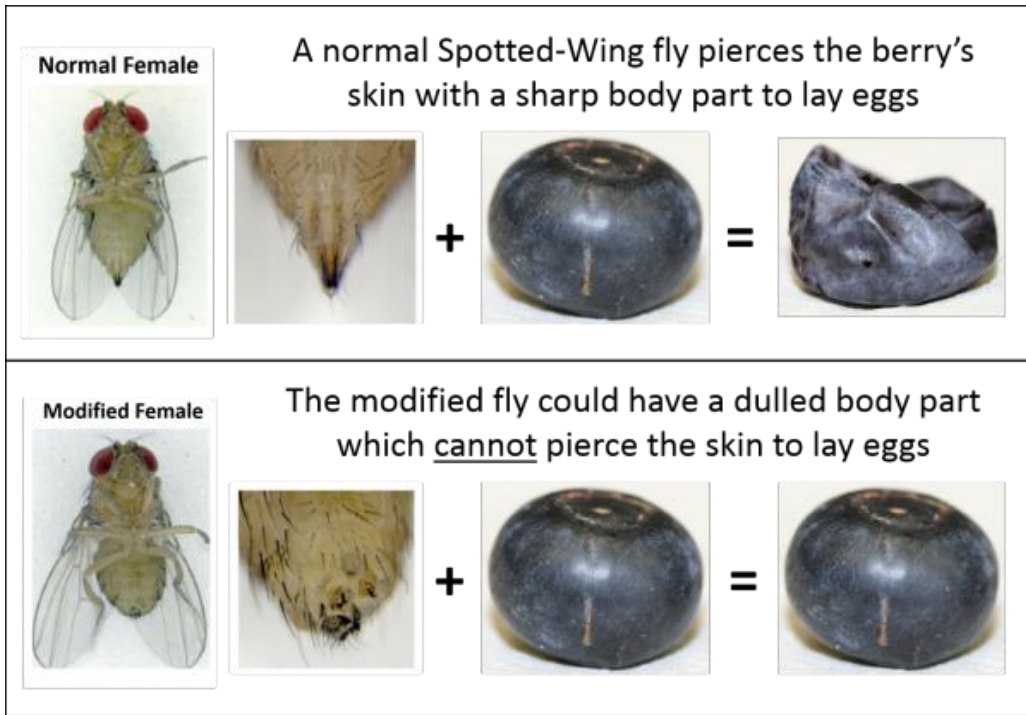 Normal Female
A normal Spotted-Wing fly pierces the berry’s
skin with a sharp body part to lay eggs
+
=
Modified Female
The modified fly could have a dulled body part
which cannot pierce the skin to lay eggs
+
=